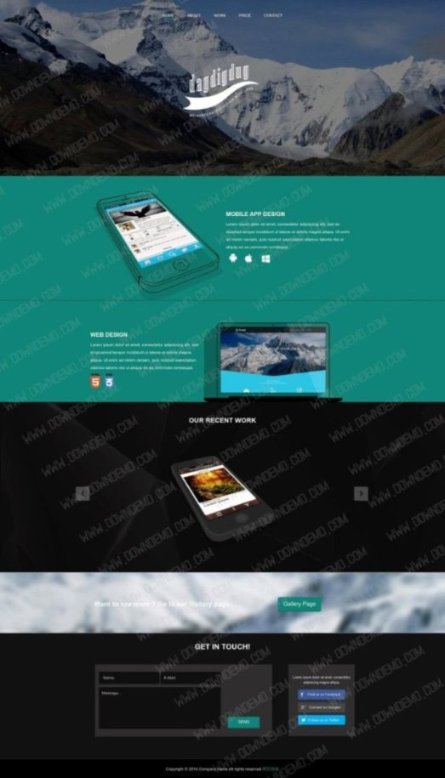 HOME ABOUT WORK PRICE CONTACT
dagdigdug
MOBILE APP DESIGN
Lorem ipsum dolor sit amet, consectetur adipisicing elit, sed do
eiusmod tempor incididunt ut labore et dolore magna aliqua. Ut enim
ad minim veniam, quis nostrud exercitation ullamco laboris nisi ut
aliquip ex ea commodo consequat.
WEB DESIGN
Lorem ipsum dolor sit amet, consectetur adipisicing elit, sed do
eiusmod tempor incididunt ut labore et dolore magna aliqua. Ut enim
ad minim veniam, quis nostrud exercitation
ullamco laboris nisi ut aliquip ex ea commodo consequat.
OUR RECENT WORK
Want to see more? Go to our Gallery page
Gallery Page
GET IN TOUCH!
Name
E-Mail
Message
SEND
Lorem ipsum dolor sit amet, consectetur
adipisicing magna aliqua.
Find us on Facebook
Connect on Google+
Follow us on Twitter
Copyright © 2014.Company name All rights reserved.
WWW.DOWNDEMO.COM